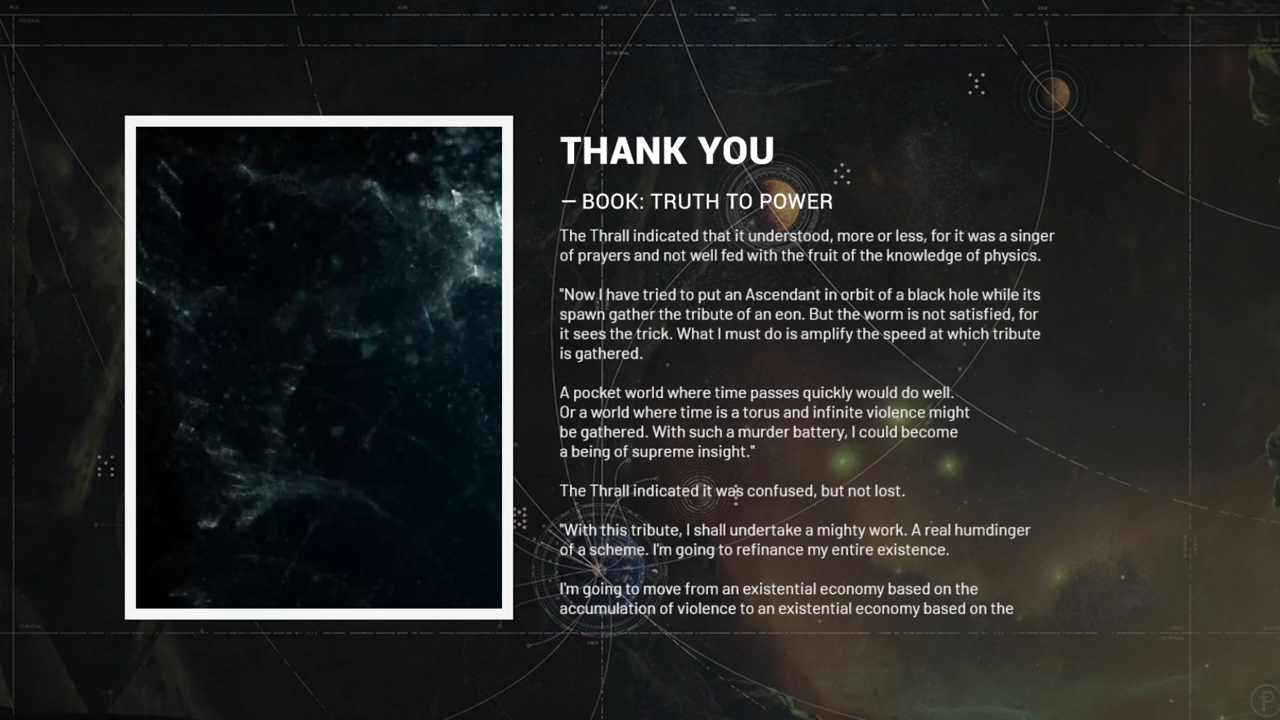 THANK YOU
— BOOK: TRUTH TO POWER
The Thrall indicated that it understood, more or less, for it was a singer
of prayers and not well fed with the fruit of the knowledge of physics.
"Now I have tried to put an Ascendant in orbit of a black hole while its
spawn gather the tribute of an eon. But the worm is not satisfied, for
it sees the trick. What I must do is amplify the speed at which tribute
is gathered.
A pocket world where time passes quickly would do well.
Or a world where time is a torus and infinite violence might
be gathered. With such a murder battery, I could become
a being of supreme insight."
The Thrall indicated it was confused, but not lost.
"With this tribute, I shall undertake a mighty work. A real humdinger
of a scheme. I'm going to refinance my entire existence.
I'm going to move from an existential economy based on the
accumulation of violence to an existential economy based on the